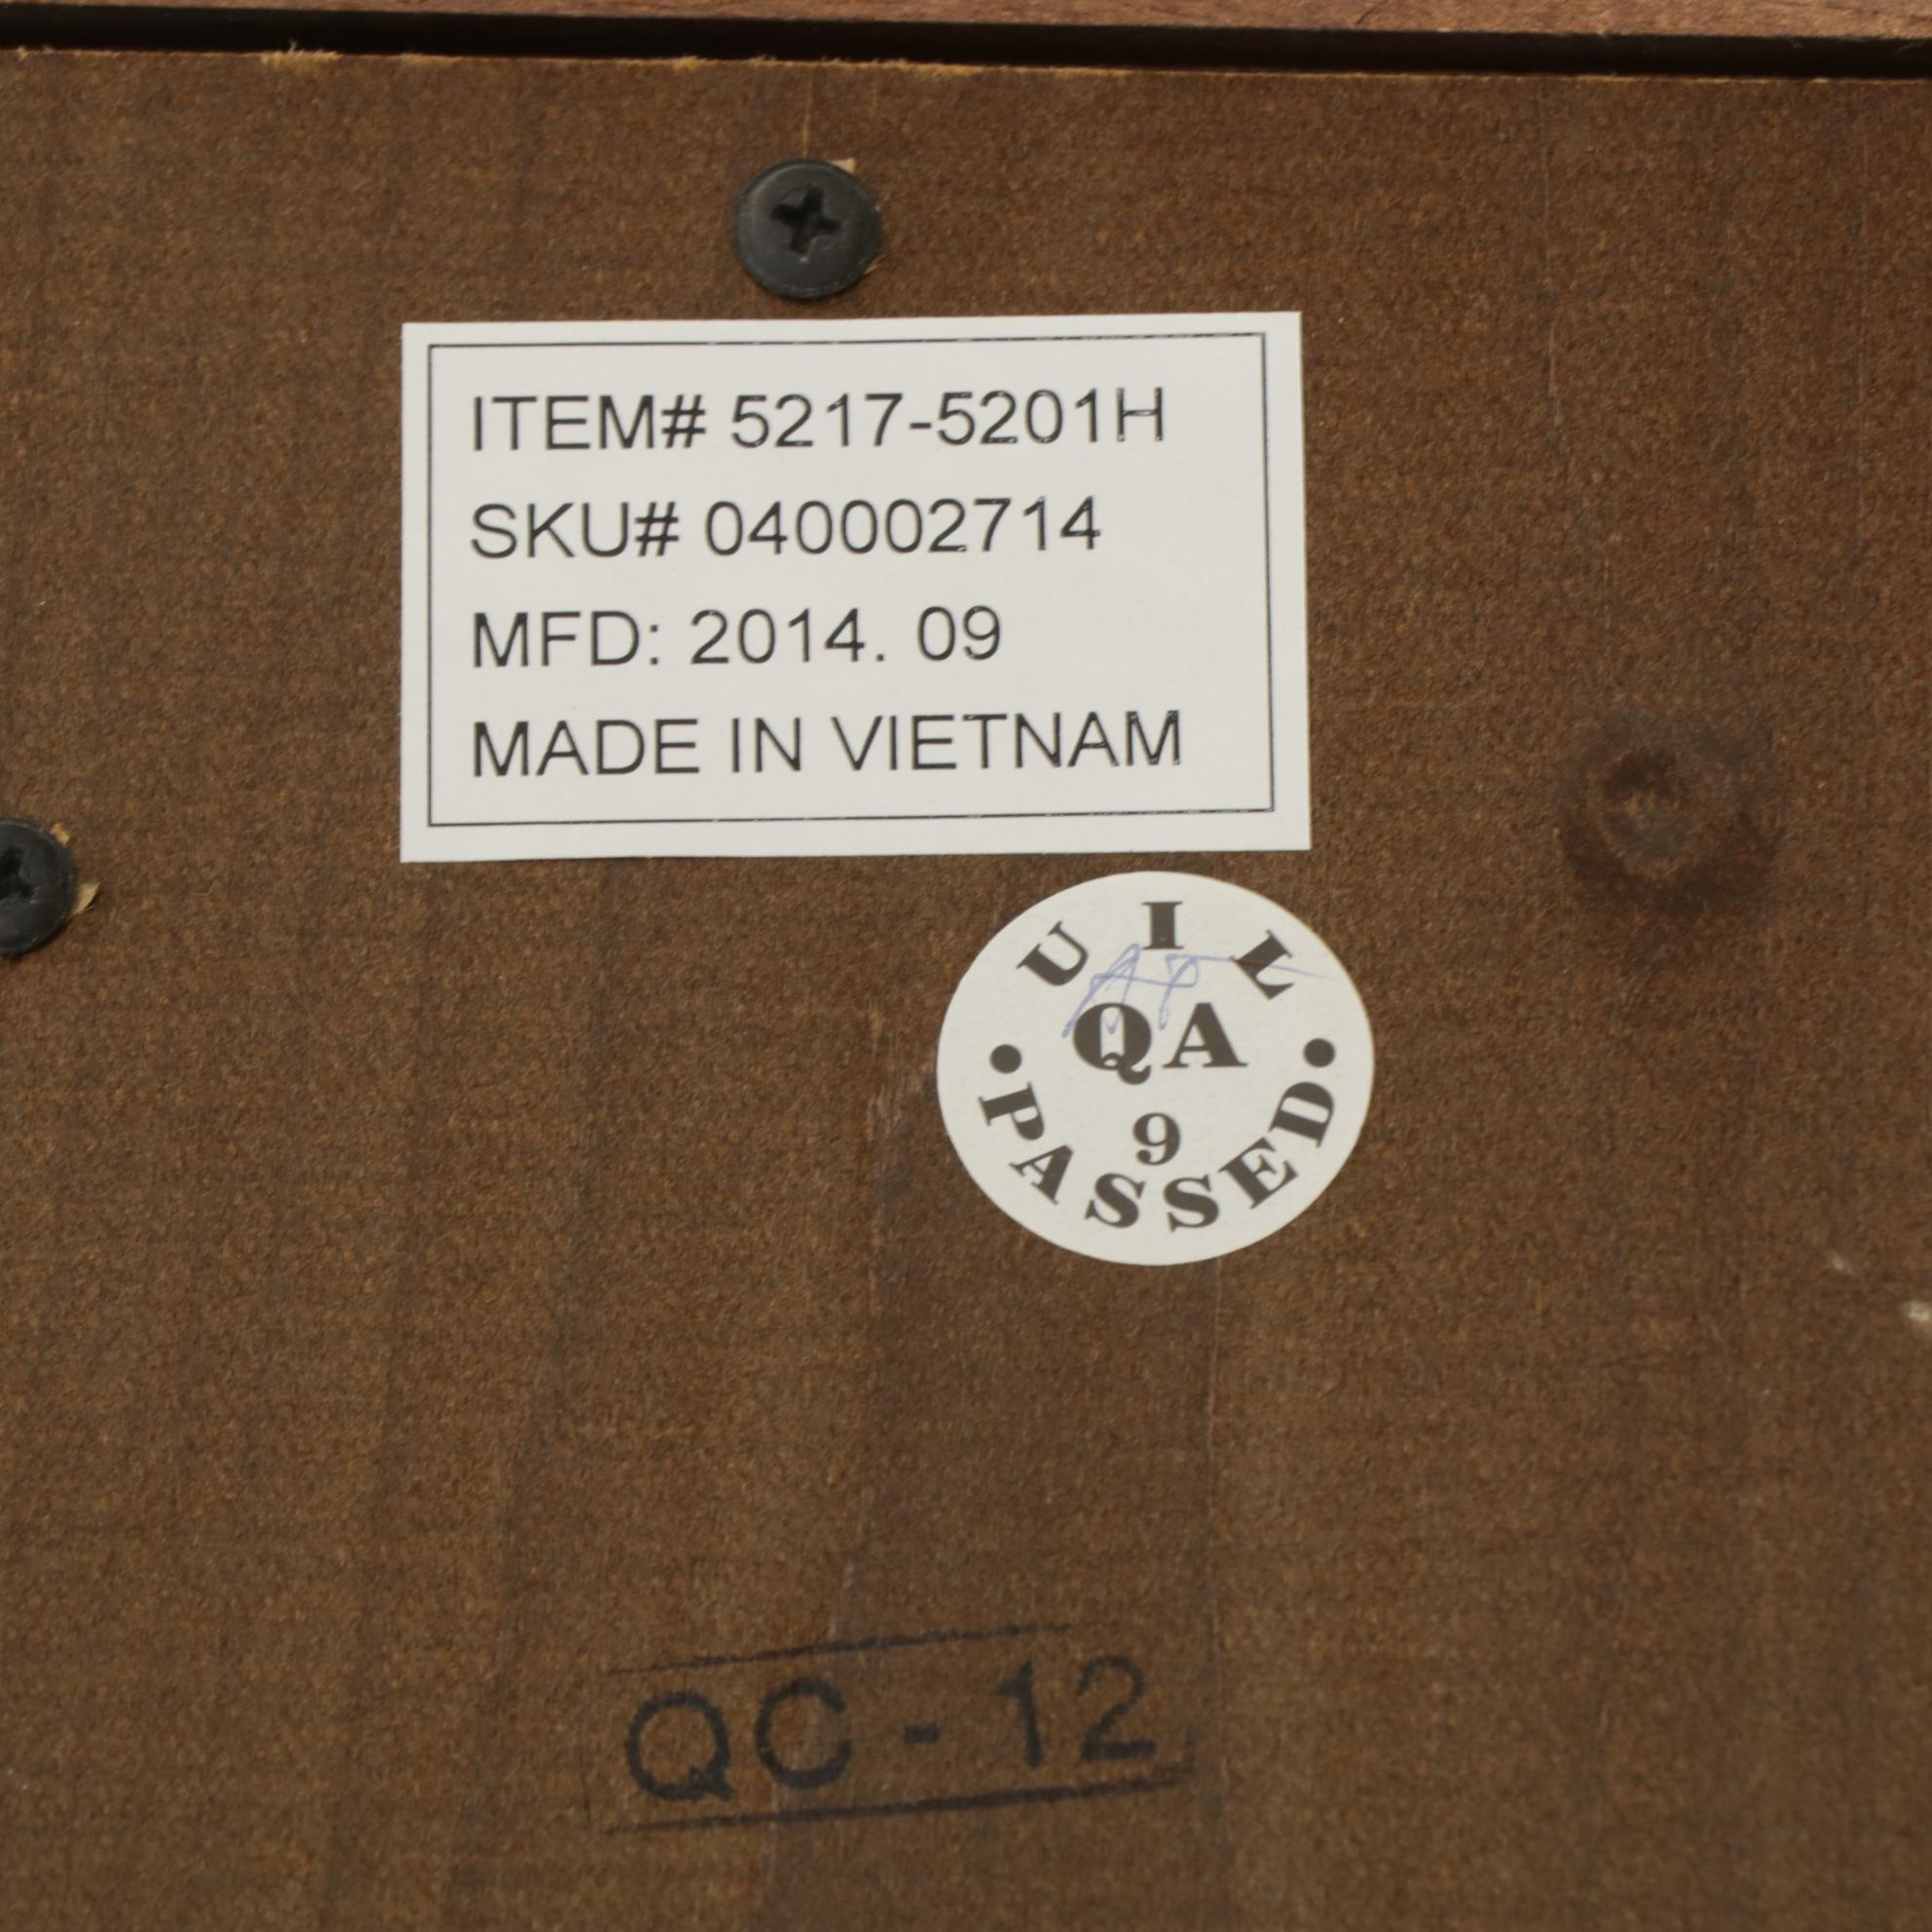 ITEM# 5217-5201H
SKU# 040002714
MFD: 2014. 09
MADE IN VIETNAM
UIL
QA
9
PASSED
QC - 12